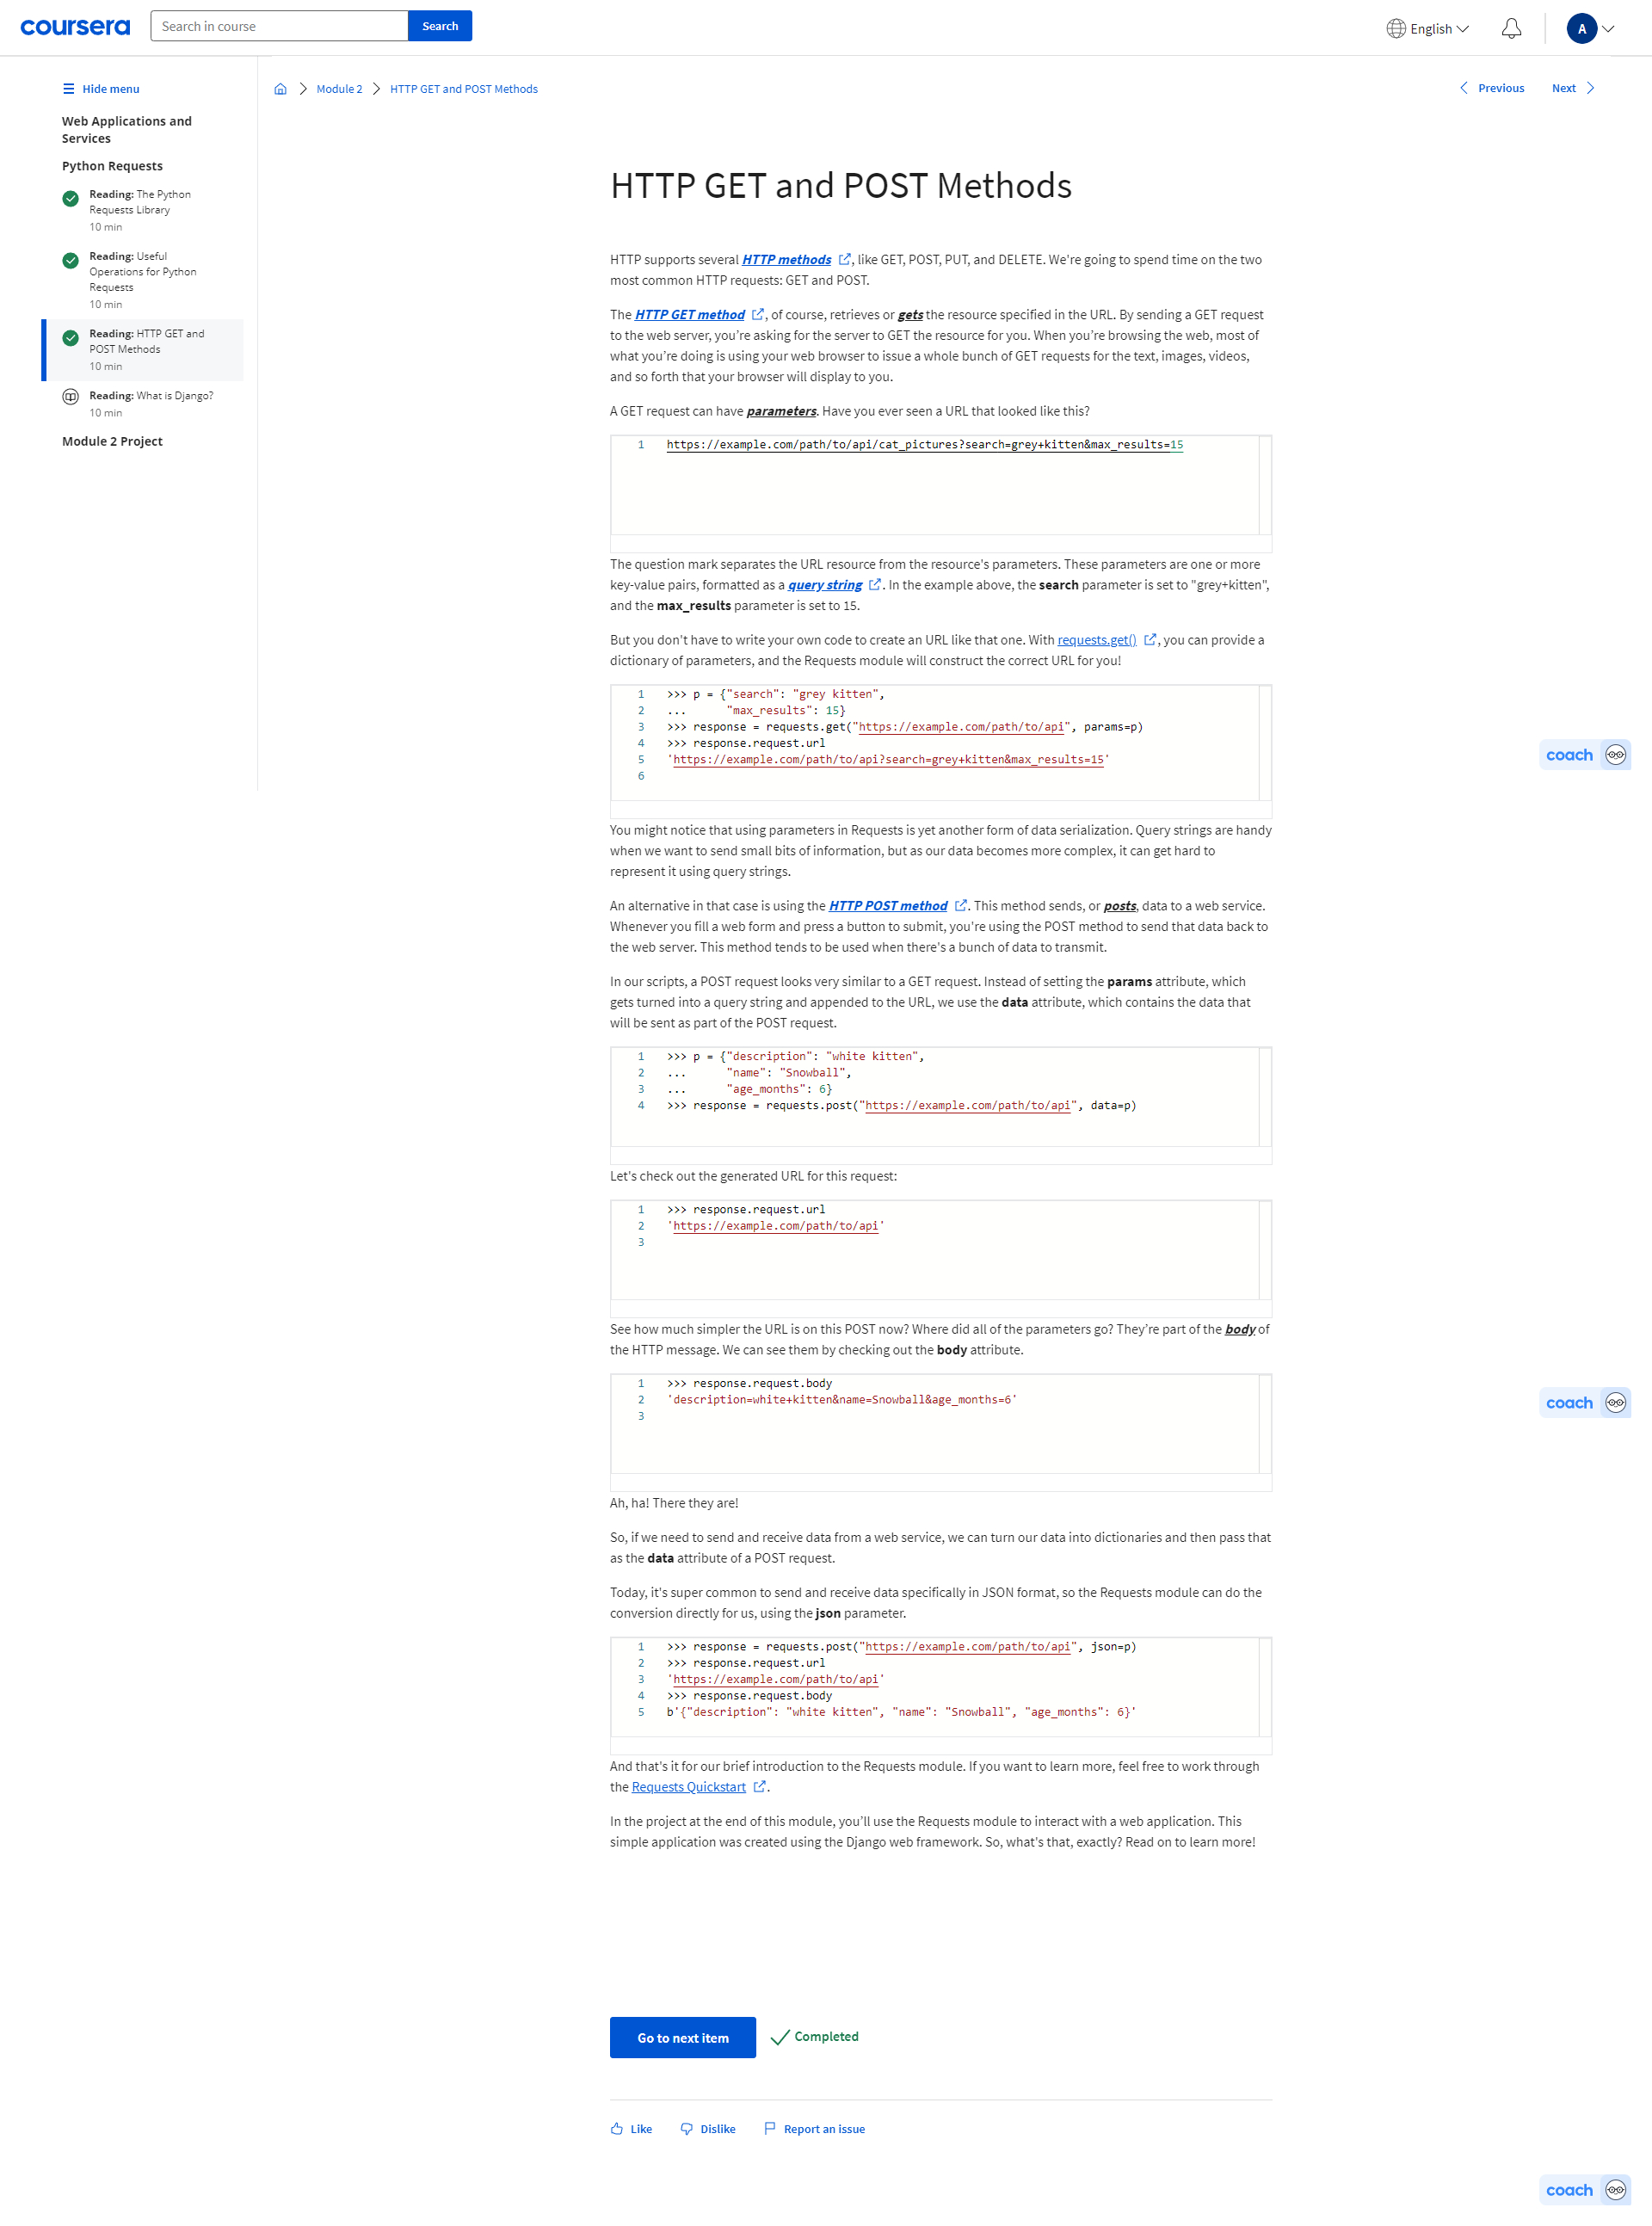 coursera
Search in course
Search
English
A
Hide menu
Web Applications and
Services
Python Requests
Reading: The Python
Requests Library
10 min
Reading: Useful
Operations for Python
Requests
10 min
Reading: HTTP GET and
POST Methods
10 min
Reading: What is Django?
10 min
Module 2 Project
Module 2
HTTP GET and POST Methods
Previous
Next
HTTP GET and POST Methods
HTTP supports several HTTP methods , like GET, POST, PUT, and DELETE. We're going to spend time on the two
most common HTTP requests: GET and POST.
The HTTP GET method , of course, retrieves or gets the resource specified in the URL. By sending a GET request
to the web server, you’re asking for the server to GET the resource for you. When you’re browsing the web, most of
what you’re doing is using your web browser to issue a whole bunch of GET requests for the text, images, videos,
and so forth that your browser will display to you.
A GET request can have parameters. Have you ever seen a URL that looked like this?
1 https://example.com/path/to/api/cat_pictures?search=grey+kitten&max_results=15
The question mark separates the URL resource from the resource's parameters. These parameters are one or more
key-value pairs, formatted as a query string . In the example above, the search parameter is set to "grey+kitten",
and the max_results parameter is set to 15.
But you don't have to write your own code to create an URL like that one. With requests.get() , you can provide a
dictionary of parameters, and the Requests module will construct the correct URL for you!
1 >>> p = {"search": "grey kitten",
2 ...      "max_results": 15}
3 >>> response = requests.get("https://example.com/path/to/api", params=p)
4 >>> response.request.url
5 'https://example.com/path/to/api?search=grey+kitten&max_results=15'
6
coach
You might notice that using parameters in Requests is yet another form of data serialization. Query strings are handy
when we want to send small bits of information, but as our data becomes more complex, it can get hard to
represent it using query strings.
An alternative in that case is using the HTTP POST method . This method sends, or posts, data to a web service.
Whenever you fill a web form and press a button to submit, you're using the POST method to send that data back to
the web server. This method tends to be used when there's a bunch of data to transmit.
In our scripts, a POST request looks very similar to a GET request. Instead of setting the params attribute, which
gets turned into a query string and appended to the URL, we use the data attribute, which contains the data that
will be sent as part of the POST request.
1 >>> p = {"description": "white kitten",
2 ...      "name": "Snowball",
3 ...      "age_months": 6}
4 >>> response = requests.post("https://example.com/path/to/api", data=p)
Let's check out the generated URL for this request:
1 >>> response.request.url
2 'https://example.com/path/to/api'
3
See how much simpler the URL is on this POST now? Where did all of the parameters go? They’re part of the body of
the HTTP message. We can see them by checking out the body attribute.
1 >>> response.request.body
2 'description=white+kitten&name=Snowball&age_months=6'
3
coach
Ah, ha! There they are!
So, if we need to send and receive data from a web service, we can turn our data into dictionaries and then pass that
as the data attribute of a POST request.
Today, it's super common to send and receive data specifically in JSON format, so the Requests module can do the
conversion directly for us, using the json parameter.
1 >>> response = requests.post("https://example.com/path/to/api", json=p)
2 >>> response.request.url
3 'https://example.com/path/to/api'
4 >>> response.request.body
5 b'{"description": "white kitten", "name": "Snowball", "age_months": 6}'
And that's it for our brief introduction to the Requests module. If you want to learn more, feel free to work through
the Requests Quickstart .
In the project at the end of this module, you’ll use the Requests module to interact with a web application. This
simple application was created using the Django web framework. So, what's that, exactly? Read on to learn more!
Go to next item
Completed
Like
Dislike
Report an issue
coach